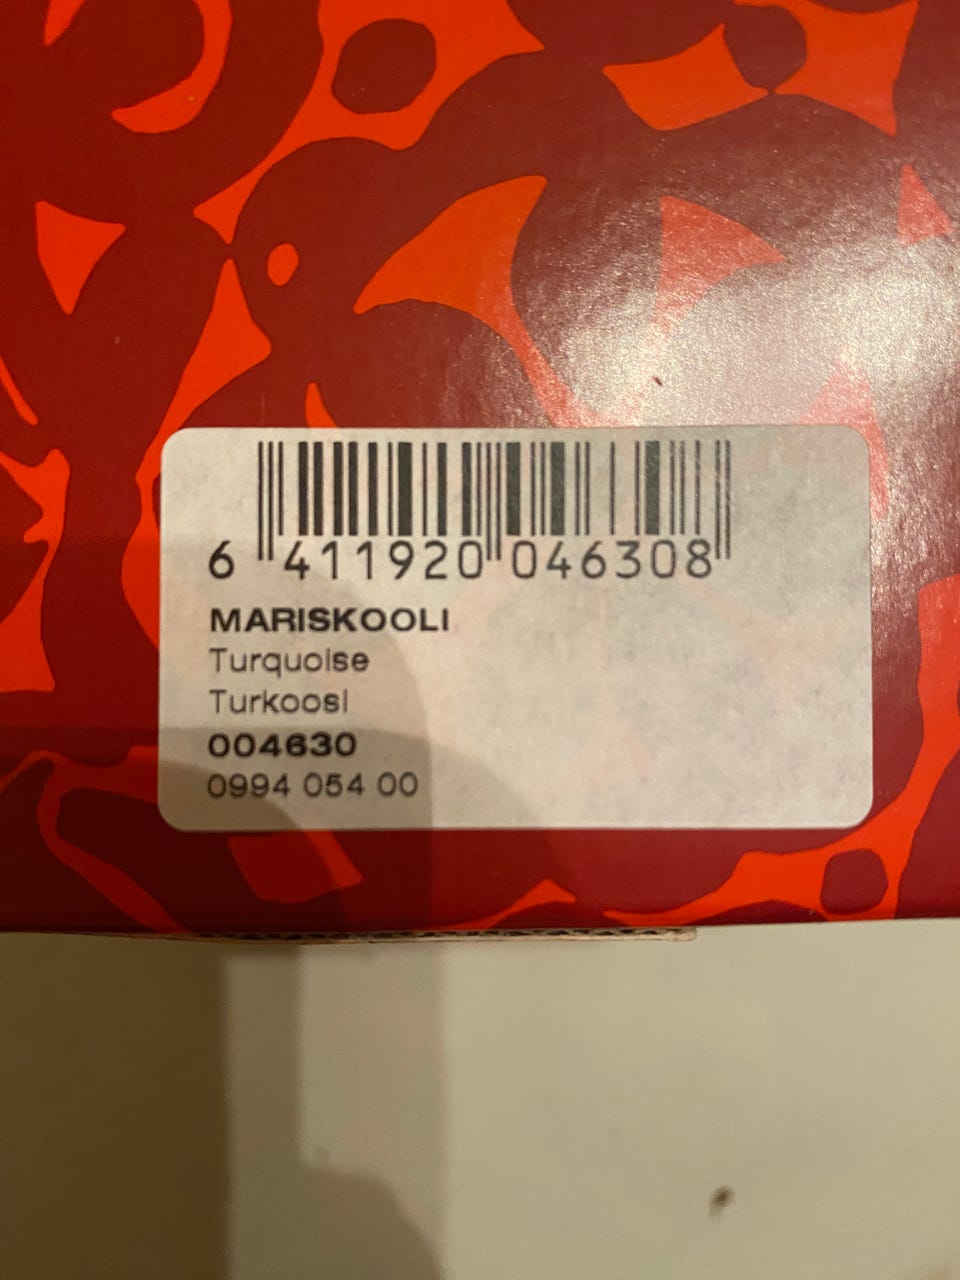 6 411920 046308
MARISKOOLI
Turquoise
Turkoosi
004630
0994 054 00